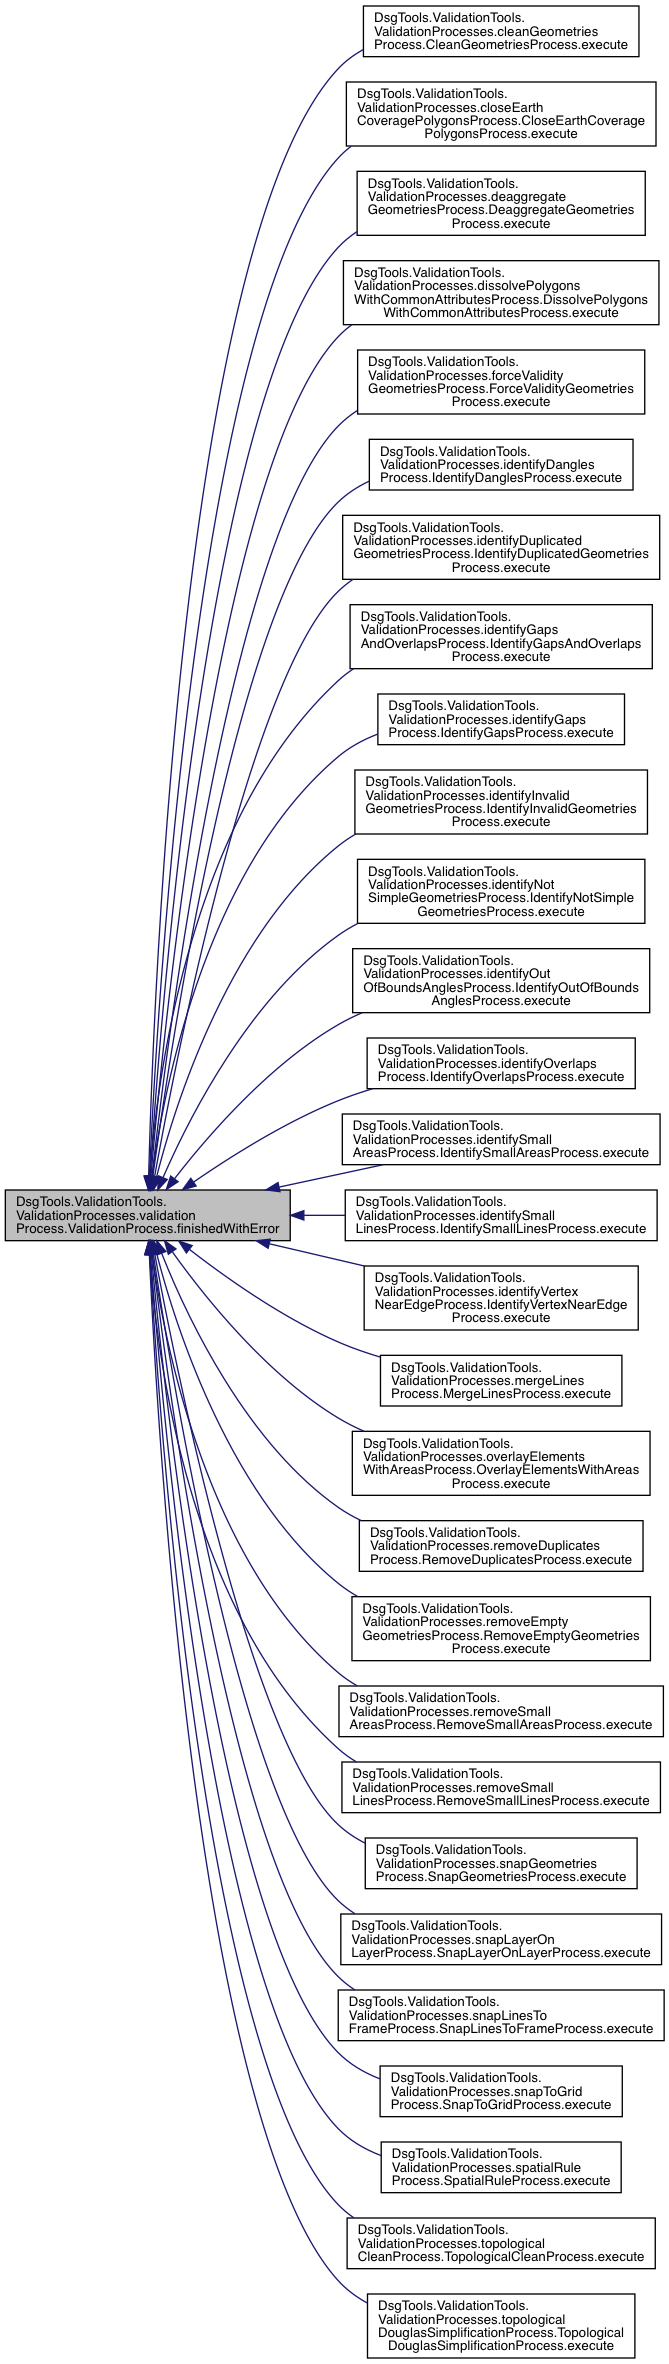 DsgTools.ValidationTools.
ValidationProcesses.cleanGeometries
Process.CleanGeometriesProcess.execute
DsgTools.ValidationTools.
ValidationProcesses.closeEarth
CoveragePolygonsProcess.CloseEarthCoverage
PolygonsProcess.execute
DsgTools.ValidationTools.
ValidationProcesses.deaggregate
GeometriesProcess.DeaggregateGeometries
Process.execute
DsgTools.ValidationTools.
ValidationProcesses.dissolvePolygons
WithCommonAttributesProcess.DissolvePolygons
WithCommonAttributesProcess.execute
DsgTools.ValidationTools.
ValidationProcesses.forceValidity
GeometriesProcess.ForceValidityGeometries
Process.execute
DsgTools.ValidationTools.
ValidationProcesses.identifyDangles
Process.IdentifyDanglesProcess.execute
DsgTools.ValidationTools.
ValidationProcesses.identifyDuplicated
GeometriesProcess.IdentifyDuplicatedGeometries
Process.execute
DsgTools.ValidationTools.
ValidationProcesses.identifyGaps
AndOverlapsProcess.IdentifyGapsAndOverlaps
Process.execute
DsgTools.ValidationTools.
ValidationProcesses.identifyGaps
Process.IdentifyGapsProcess.execute
DsgTools.ValidationTools.
ValidationProcesses.identifyInvalid
GeometriesProcess.IdentifyInvalidGeometries
Process.execute
DsgTools.ValidationTools.
ValidationProcesses.identifyNot
SimpleGeometriesProcess.IdentifyNotSimple
GeometriesProcess.execute
DsgTools.ValidationTools.
ValidationProcesses.identifyOut
OfBoundsAnglesProcess.IdentifyOutOfBounds
AnglesProcess.execute
DsgTools.ValidationTools.
ValidationProcesses.identifyOverlaps
Process.IdentifyOverlapsProcess.execute
DsgTools.ValidationTools.
ValidationProcesses.identifySmall
AreasProcess.IdentifySmallAreasProcess.execute
DsgTools.ValidationTools.
ValidationProcesses.validation
Process.ValidationProcess.finishedWithError
DsgTools.ValidationTools.
ValidationProcesses.identifySmall
LinesProcess.IdentifySmallLinesProcess.execute
DsgTools.ValidationTools.
ValidationProcesses.identifyVertex
NearEdgeProcess.IdentifyVertexNearEdge
Process.execute
DsgTools.ValidationTools.
ValidationProcesses.mergeLines
Process.MergeLinesProcess.execute
DsgTools.ValidationTools.
ValidationProcesses.overlayElements
WithAreasProcess.OverlayElementsWithAreas
Process.execute
DsgTools.ValidationTools.
ValidationProcesses.removeDuplicates
Process.RemoveDuplicatesProcess.execute
DsgTools.ValidationTools.
ValidationProcesses.removeEmpty
GeometriesProcess.RemoveEmptyGeometries
Process.execute
DsgTools.ValidationTools.
ValidationProcesses.removeSmall
AreasProcess.RemoveSmallAreasProcess.execute
DsgTools.ValidationTools.
ValidationProcesses.removeSmall
LinesProcess.RemoveSmallLinesProcess.execute
DsgTools.ValidationTools.
ValidationProcesses.snapGeometries
Process.SnapGeometriesProcess.execute
DsgTools.ValidationTools.
ValidationProcesses.snapLayerOn
LayerProcess.SnapLayerOnLayerProcess.execute
DsgTools.ValidationTools.
ValidationProcesses.snapLinesTo
FrameProcess.SnapLinesToFrameProcess.execute
DsgTools.ValidationTools.
ValidationProcesses.snapToGrid
Process.SnapToGridProcess.execute
DsgTools.ValidationTools.
ValidationProcesses.spatialRule
Process.SpatialRuleProcess.execute
DsgTools.ValidationTools.
ValidationProcesses.topological
CleanProcess.TopologicalCleanProcess.execute
DsgTools.ValidationTools.
ValidationProcesses.topological
DouglasSimplificationProcess.Topological
DouglasSimplificationProcess.execute